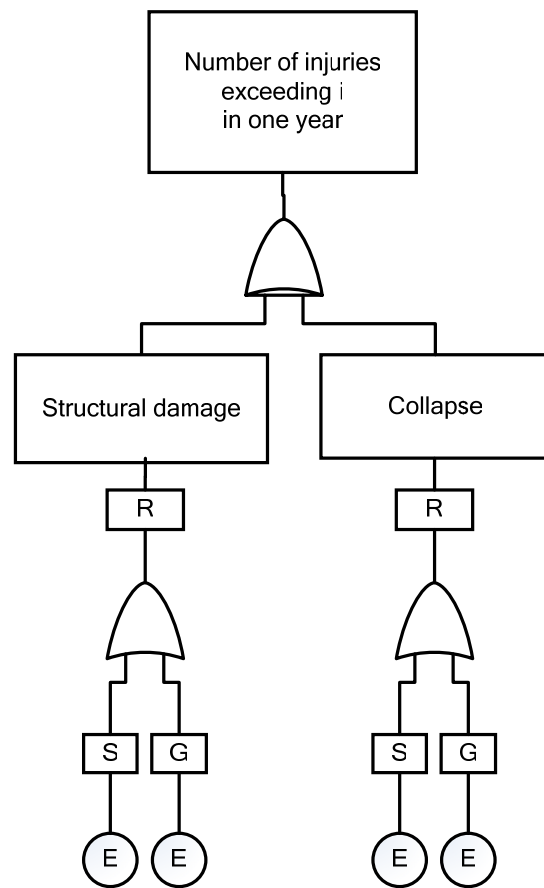 Number of injuries
exceeding i
in one year
Structural damage
Collapse
R
R
S
G
S
G
E
E
E
E